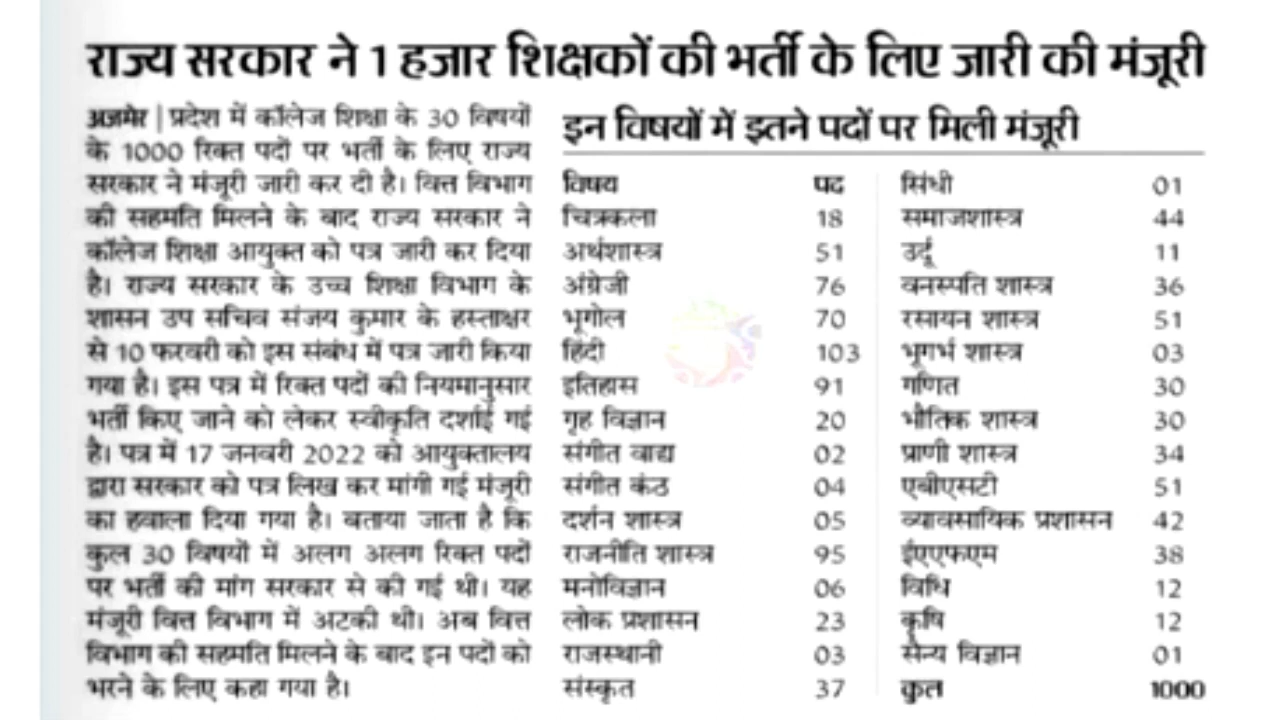 राज्य सरकार ने 1 हजार शिक्षकों की भर्ती के लिए जारी की मंजूरी
अजमेर | प्रदेश में कॉलेज शिक्षा के 30 विषयों
के 1000 रिक्त पदों पर भर्ती के लिए राज्य
सरकार ने मंजूरी जारी कर दी है। वित्त विभाग
की सहमति मिलने के बाद राज्य सरकार ने
कॉलेज शिक्षा आयुक्त को पत्र जारी कर दिया
है। राज्य सरकार के उच्च शिक्षा विभाग के
शासन उप सचिव संजय कुमार के हस्ताक्षर
से 10 फरवरी को इस संबंध में पत्र जारी किया
गया है। इस पत्र में रिक्त पदों की नियमानुसार
भर्ती किए जाने को लेकर स्वीकृति दर्शाई गई
है। पत्र में 17 जनवरी 2022 को आयुक्तालय
द्वारा सरकार को पत्र लिख कर मांगी गई मंजूरी
का हवाला दिया गया है। बताया जाता है कि
कुल 30 विषयों में अलग अलग रिक्त पदों
पर भर्ती की मांग सरकार से की गई थी। यह
मंजूरी वित्त विभाग में अटकी थी। अब वित्त
विभाग की सहमति मिलने के बाद इन पदों को
भरने के लिए कहा गया है।
इन विषयों में इतने पदों पर मिली मंजूरी
विषय पद
चित्रकला 18
अर्थशास्त्र 51
अंग्रेजी 76
भूगोल 70
हिंदी 103
इतिहास 91
गृह विज्ञान 20
संगीत वाद्य 02
संगीत कंठ 04
दर्शन शास्त्र 05
राजनीति शास्त्र 95
मनोविज्ञान 06
लोक प्रशासन 23
राजस्थानी 03
संस्कृत 37
सिंधी 01
समाजशास्त्र 44
उर्दू 11
वनस्पति शास्त्र 36
रसायन शास्त्र 51
भूगर्भ शास्त्र 03
गणित 30
भौतिक शास्त्र 30
प्राणी शास्त्र 34
एबीएसटी 51
व्यावसायिक प्रशासन 42
ईएएफएम 38
विधि 12
कृषि 12
सैन्य विज्ञान 01
कुल 1000